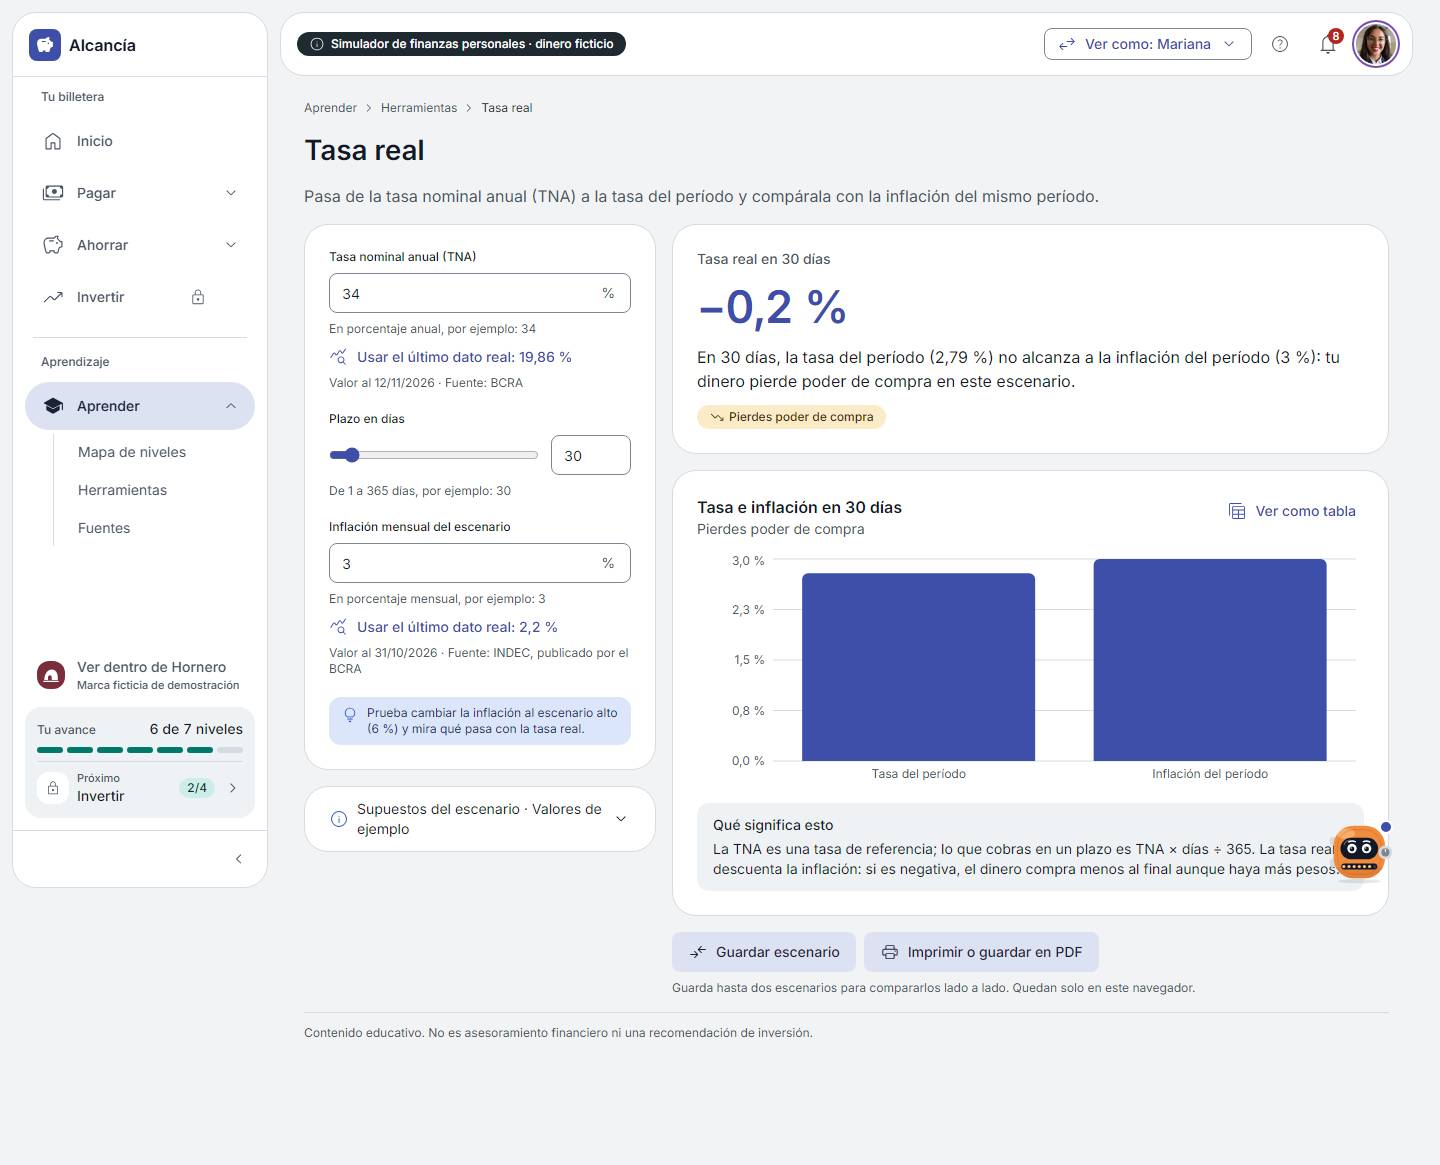 Alcancía
Tu billetera
Inicio
Pagar
Ahorrar
Invertir
Aprendizaje
Aprender
Mapa de niveles
Herramientas
Fuentes
Ver dentro de Hornero
Marca ficticia de demostración
Tu avance 6 de 7 niveles
Próximo
Invertir
2/4
Simulador de finanzas personales · dinero ficticio
Ver como: Mariana
8
Aprender > Herramientas > Tasa real
Tasa real
Pasa de la tasa nominal anual (TNA) a la tasa del período y compárala con la inflación del mismo período.
Tasa nominal anual (TNA)
34 %
En porcentaje anual, por ejemplo: 34
Usar el último dato real: 19,86 %
Valor al 12/11/2026 · Fuente: BCRA
Plazo en días
30
De 1 a 365 días, por ejemplo: 30
Inflación mensual del escenario
3 %
En porcentaje mensual, por ejemplo: 3
Usar el último dato real: 2,2 %
Valor al 31/10/2026 · Fuente: INDEC, publicado por el
BCRA
Prueba cambiar la inflación al escenario alto
(6 %) y mira qué pasa con la tasa real.
Supuestos del escenario · Valores de
ejemplo
Tasa real en 30 días
−0,2 %
En 30 días, la tasa del período (2,79 %) no alcanza a la inflación del período (3 %): tu
dinero pierde poder de compra en este escenario.
Pierdes poder de compra
Tasa e inflación en 30 días
Pierdes poder de compra
Ver como tabla
3,0 %
2,3 %
1,5 %
0,8 %
0,0 %
Tasa del período
Inflación del período
Qué significa esto
La TNA es una tasa de referencia; lo que cobras en un plazo es TNA × días ÷ 365. La tasa real
descuenta la inflación: si es negativa, el dinero compra menos al final aunque haya más pesos.
Guardar escenario
Imprimir o guardar en PDF
Guarda hasta dos escenarios para compararlos lado a lado. Quedan solo en este navegador.
Contenido educativo. No es asesoramiento financiero ni una recomendación de inversión.